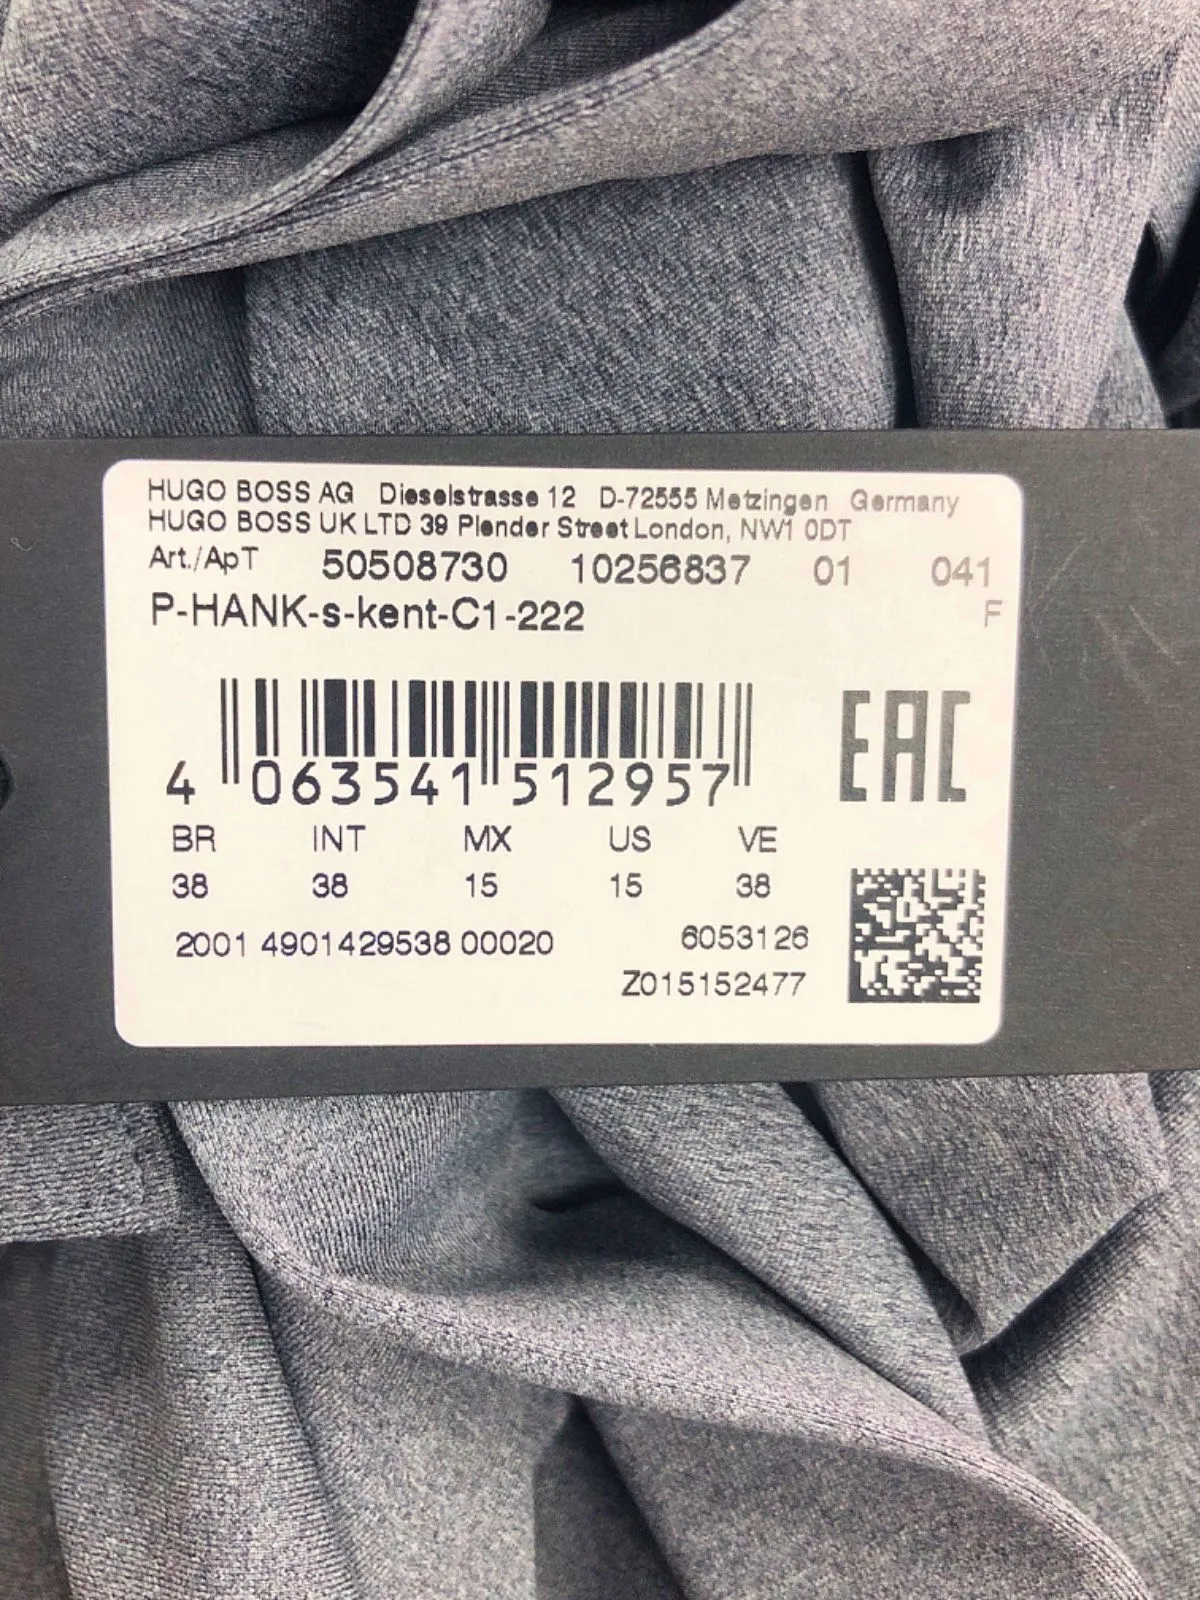 HUGO BOSS AG Dieselstrasse 12 D-72555 Metzingen Germany
HUGO BOSS UK LTD 39 Plender Street London, NW1 0DT
Art./ApT 50508730 10256837 01 041
P-HANK-s-kent-C1-222 F
EAC
4 063541 512957
BR INT MX US VE
38 38 15 15 38
2001 4901429538 00020 6053126
Z015152477